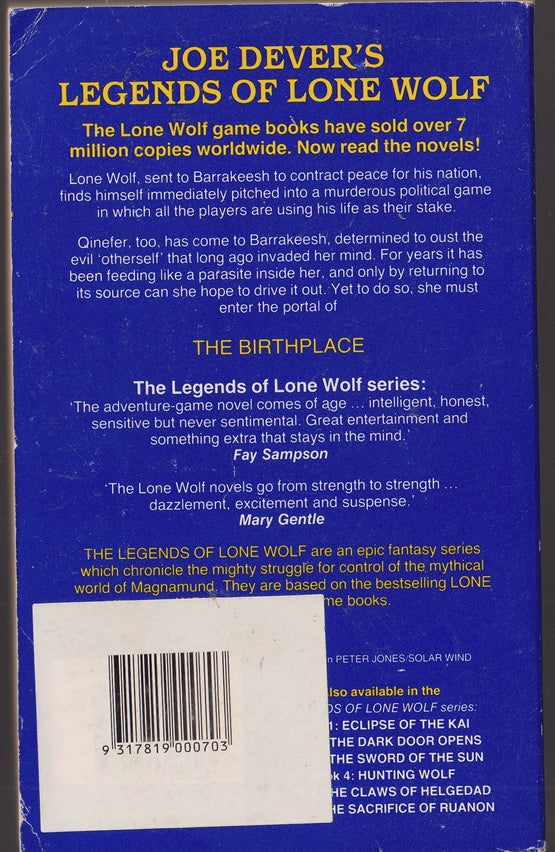 JOE DEVER'S
LEGENDS OF LONE WOLF
The Lone Wolf game books have sold over 7
million copies worldwide. Now read the novels!
Lone Wolf, sent to Barrakeesh to contract peace for his nation,
finds himself immediately pitched into a murderous political game
in which all the players are using his life as their stake.
Qinefer, too, has come to Barrakeesh, determined to oust the
evil 'otherself' that long ago invaded her mind. For years it has
been feeding like a parasite inside her, and only by returning to
its source can she hope to drive it out. Yet to do so, she must
enter the portal of
THE BIRTHPLACE
The Legends of Lone Wolf series:
'The adventure-game novel comes of age ... intelligent, honest,
sensitive but never sentimental. Great entertainment and
something extra that stays in the mind.'
Fay Sampson
'The Lone Wolf novels go from strength to strength ...
dazzlement, excitement and suspense.'
Mary Gentle
THE LEGENDS OF LONE WOLF are an epic fantasy series
which chronicle the mighty struggle for control of the mythical
world of Magnamund. They are based on the bestselling LONE
me books.
n PETER JONES/SOLAR WIND
lso available in the
DS OF LONE WOLF series:
1: ECLIPSE OF THE KAI
THE DARK DOOR OPENS
THE SWORD OF THE SUN
k 4: HUNTING WOLF
HE CLAWS OF HELGEDAD
HE SACRIFICE OF RUANON
9 317819 000703